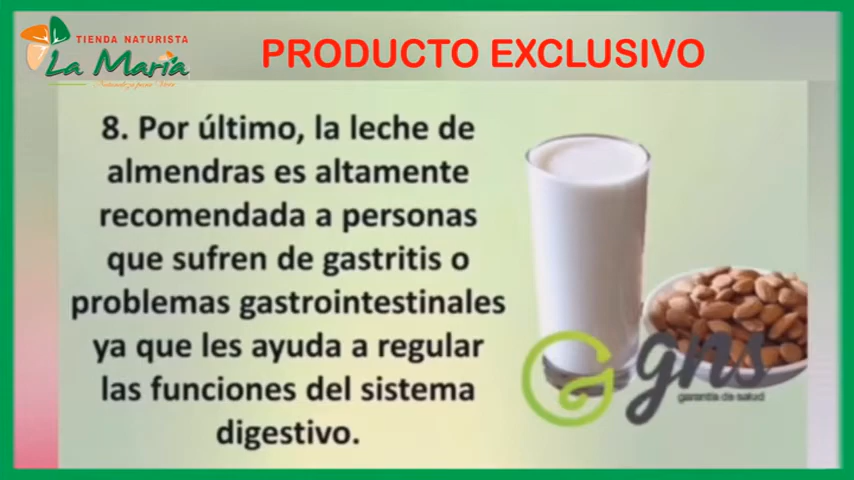 TIENDA NATURISTA
La María
PRODUCTO EXCLUSIVO
8. Por último, la leche de
almendras es altamente
recomendada a personas
que sufren de gastritis o
problemas gastrointestinales
ya que les ayuda a regular
las funciones del sistema
digestivo.
gns
garantía de salud